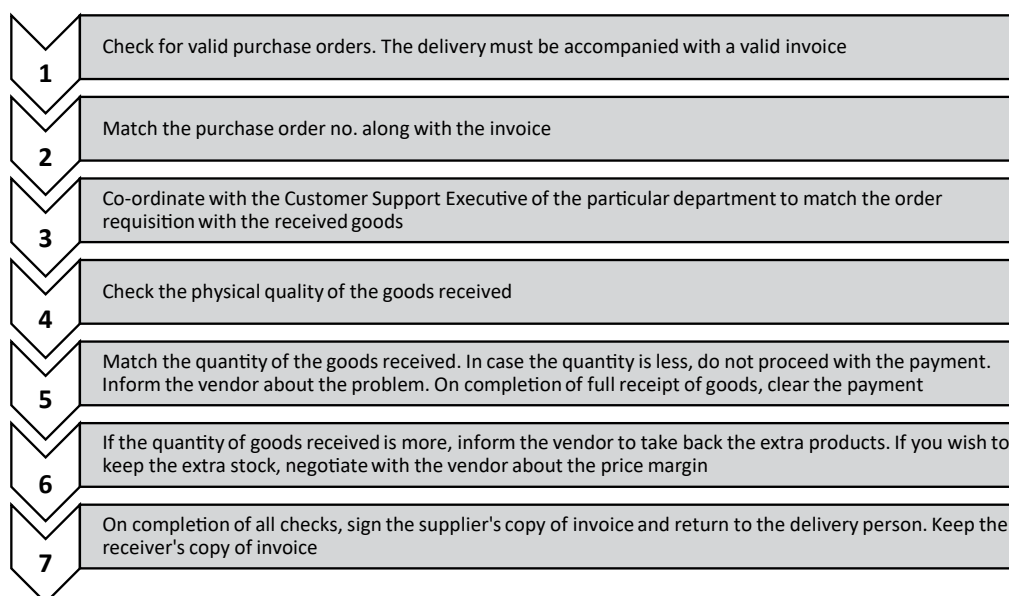 1
Check for valid purchase orders. The delivery must be accompanied with a valid invoice
2
Match the purchase order no. along with the invoice
3
Co-ordinate with the Customer Support Executive of the particular department to match the order
requisition with the received goods
4
Check the physical quality of the goods received
5
Match the quantity of the goods received. In case the quantity is less, do not proceed with the payment.
Inform the vendor about the problem. On completion of full receipt of goods, clear the payment
6
If the quantity of goods received is more, inform the vendor to take back the extra products. If you wish to
keep the extra stock, negotiate with the vendor about the price margin
7
On completion of all checks, sign the supplier's copy of invoice and return to the delivery person. Keep the
receiver's copy of invoice